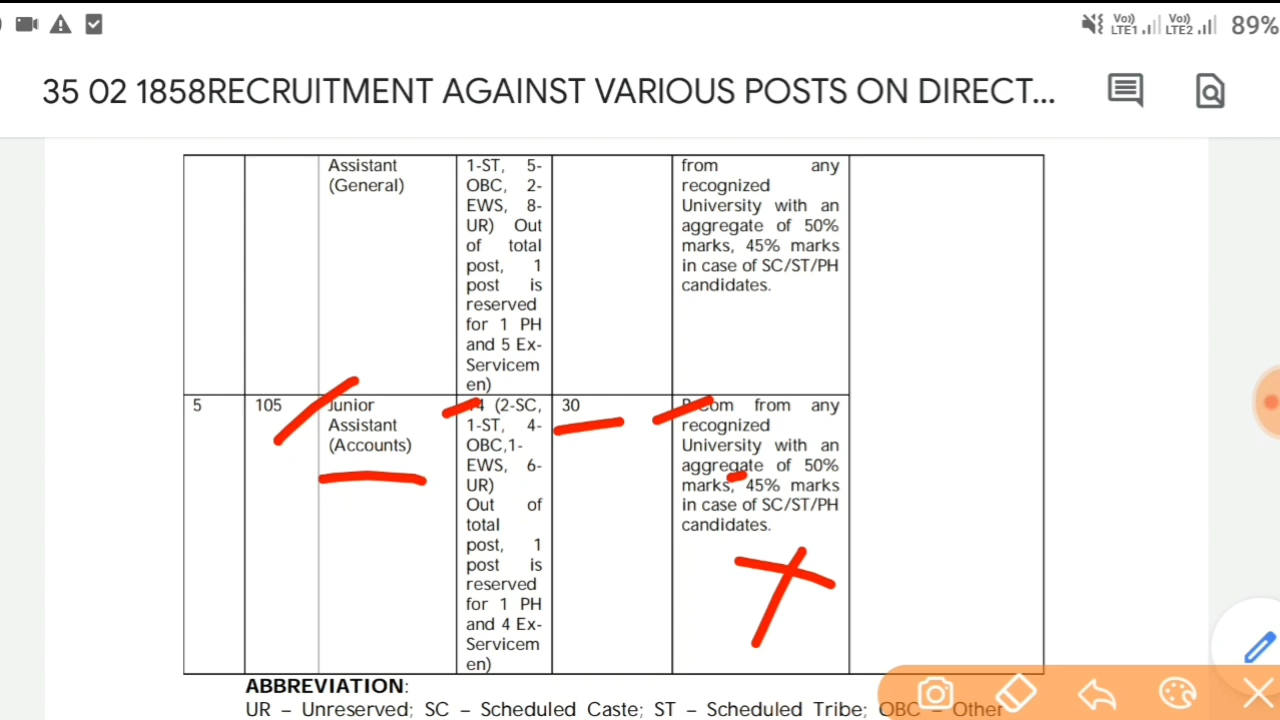 Voi)) LTE1 Voi)) LTE2 89%
35 02 1858RECRUITMENT AGAINST VARIOUS POSTS ON DIRECT...
Assistant
(General)
1-ST, 5-
OBC, 2-
EWS, 8-
UR) Out
of total
post, 1
post is
reserved
for 1 PH
and 5 Ex-
Servicem
en)
from any
recognized
University with an
aggregate of 50%
marks, 45% marks
in case of SC/ST/PH
candidates.
5
105
Junior
Assistant
(Accounts)
14 (2-SC,
1-ST, 4-
OBC,1-
EWS, 6-
UR)
Out of
total
post, 1
post is
reserved
for 1 PH
and 4 Ex-
Servicem
en)
30
B.Com from any
recognized
University with an
aggregate of 50%
marks, 45% marks
in case of SC/ST/PH
candidates.
ABBREVIATION:
UR – Unreserved; SC – Scheduled Caste; ST – Scheduled Tribe; OBC – Other